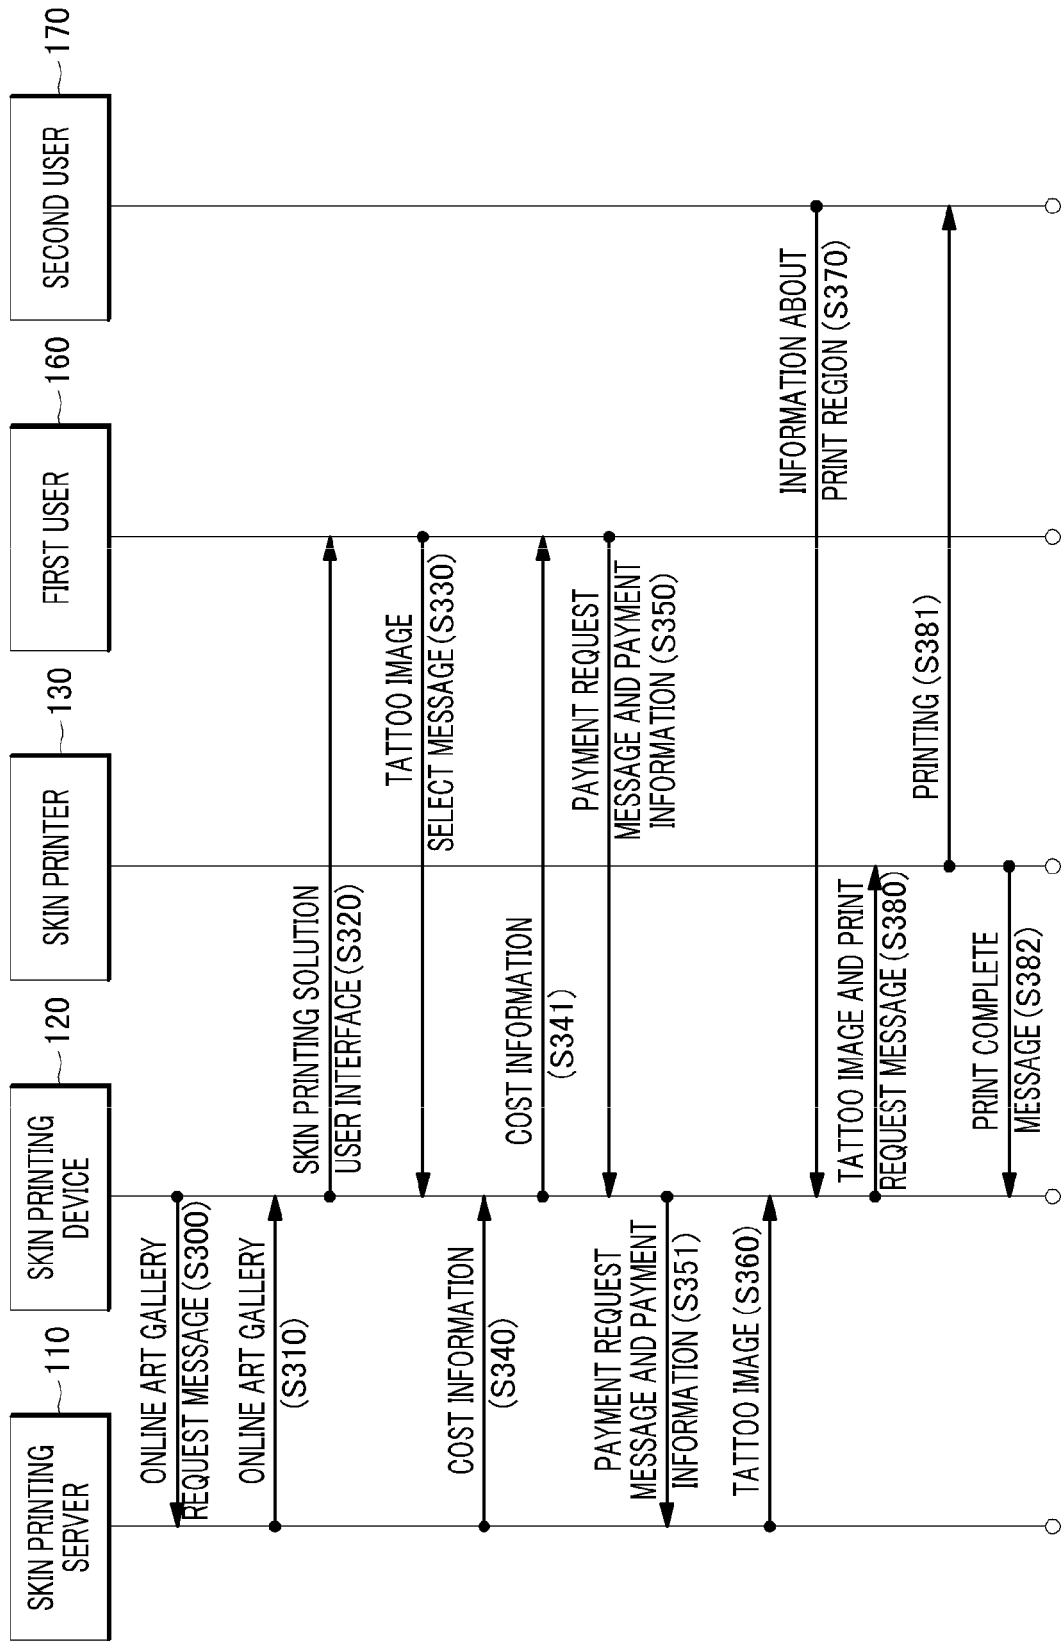 SKIN PRINTING
SERVER
110
SKIN PRINTING
DEVICE
120
SKIN PRINTER
130
FIRST USER
160
SECOND USER
170
ONLINE ART GALLERY
REQUEST MESSAGE(S300)
ONLINE ART GALLERY
(S310)
SKIN PRINTING SOLUTION
USER INTERFACE(S320)
TATTOO IMAGE
SELECT MESSAGE(S330)
COST INFORMATION
(S340)
COST INFORMATION
(S341)
PAYMENT REQUEST
MESSAGE AND PAYMENT
INFORMATION (S350)
PAYMENT REQUEST
MESSAGE AND PAYMENT
INFORMATION (S351)
TATTOO IMAGE (S360)
INFORMATION ABOUT
PRINT REGION (S370)
TATTOO IMAGE AND PRINT
REQUEST MESSAGE (S380)
PRINTING (S381)
PRINT COMPLETE
MESSAGE (S382)